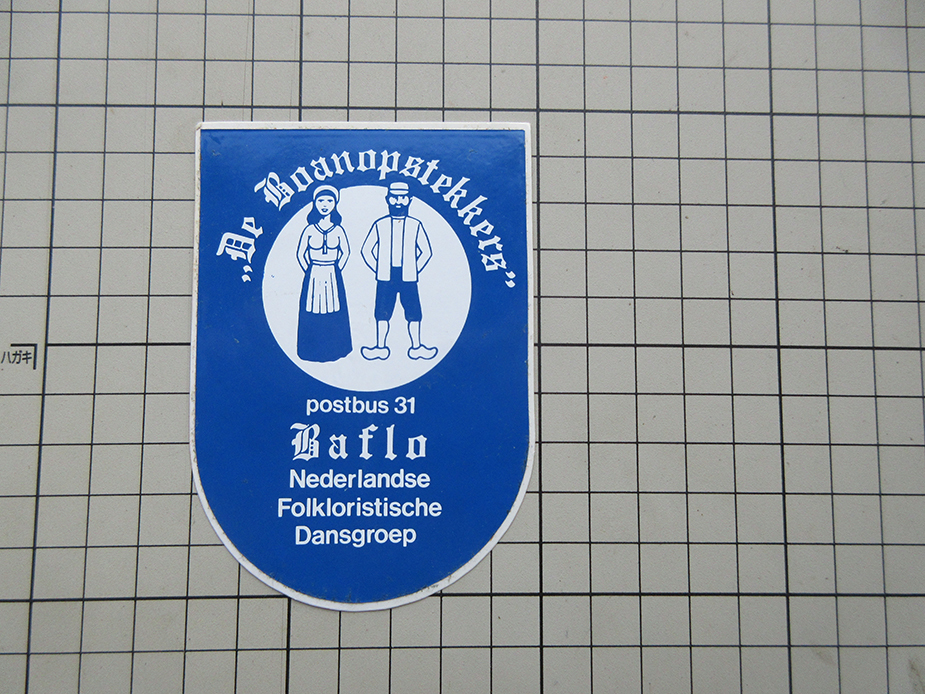 „De Boanopstekkers”
postbus 31
Baflo
Nederlandse
Folkloristische
Dansgroep
ハガキ